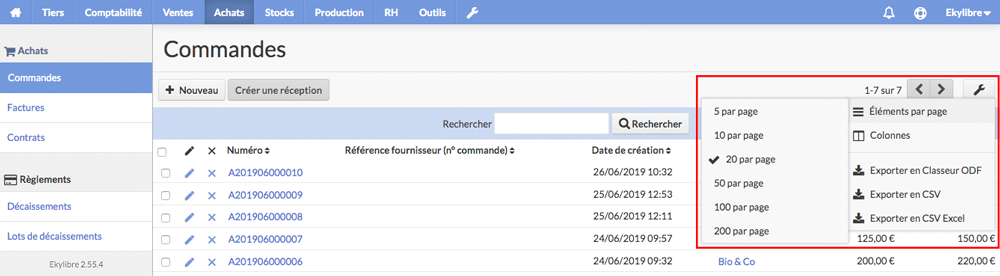 Tiers Comptabilité Ventes Achats Stocks Production RH Outils Ekylibre
Achats
Commandes
Factures
Contrats
Règlements
Décaissements
Lots de décaissements
Ekylibre 2.55.4
Commandes
Nouveau Créer une réception 1-7 sur 7
Rechercher Rechercher
Numéro Référence fournisseur (n° commande) Date de création
A201906000010 26/06/2019 10:32
A201906000009 25/06/2019 12:53
A201906000008 25/06/2019 12:11
A201906000007 24/06/2019 09:57 125,00 € 150,00 €
A201906000006 24/06/2019 09:32 Bio & Co 200,00 € 220,00 €
5 par page
10 par page
20 par page
50 par page
100 par page
200 par page
Éléments par page
Colonnes
Exporter en Classeur ODF
Exporter en CSV
Exporter en CSV Excel